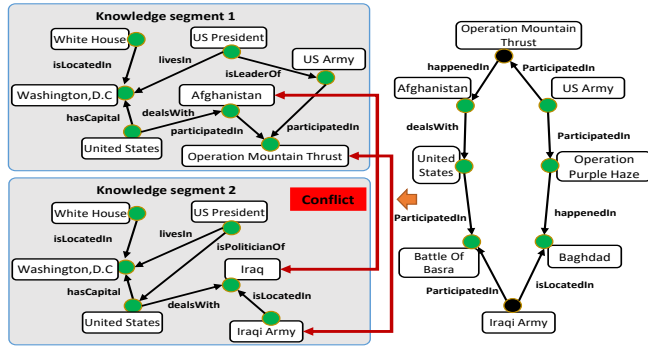 Knowledge segment 1
White House
US President
isLocatedIn
livesIn
US Army
isLeaderOf
Washington,D.C
Afghanistan
hasCapital
dealsWith
participatedIn
participatedIn
United States
Operation Mountain Thrust
Knowledge segment 2
Conflict
White House
US President
isLocatedIn
livesIn
isPoliticianOf
Washington,D.C
Iraq
hasCapital
dealsWith
isLocatedIn
United States
Iraqi Army
Operation Mountain
Thrust
happenedIn
ParticipatedIn
Afghanistan
US Army
dealsWith
ParticipatedIn
United
States
Operation
Purple Haze
ParticipatedIn
happenedIn
Battle Of
Basra
Baghdad
ParticipatedIn
isLocatedIn
Iraqi Army